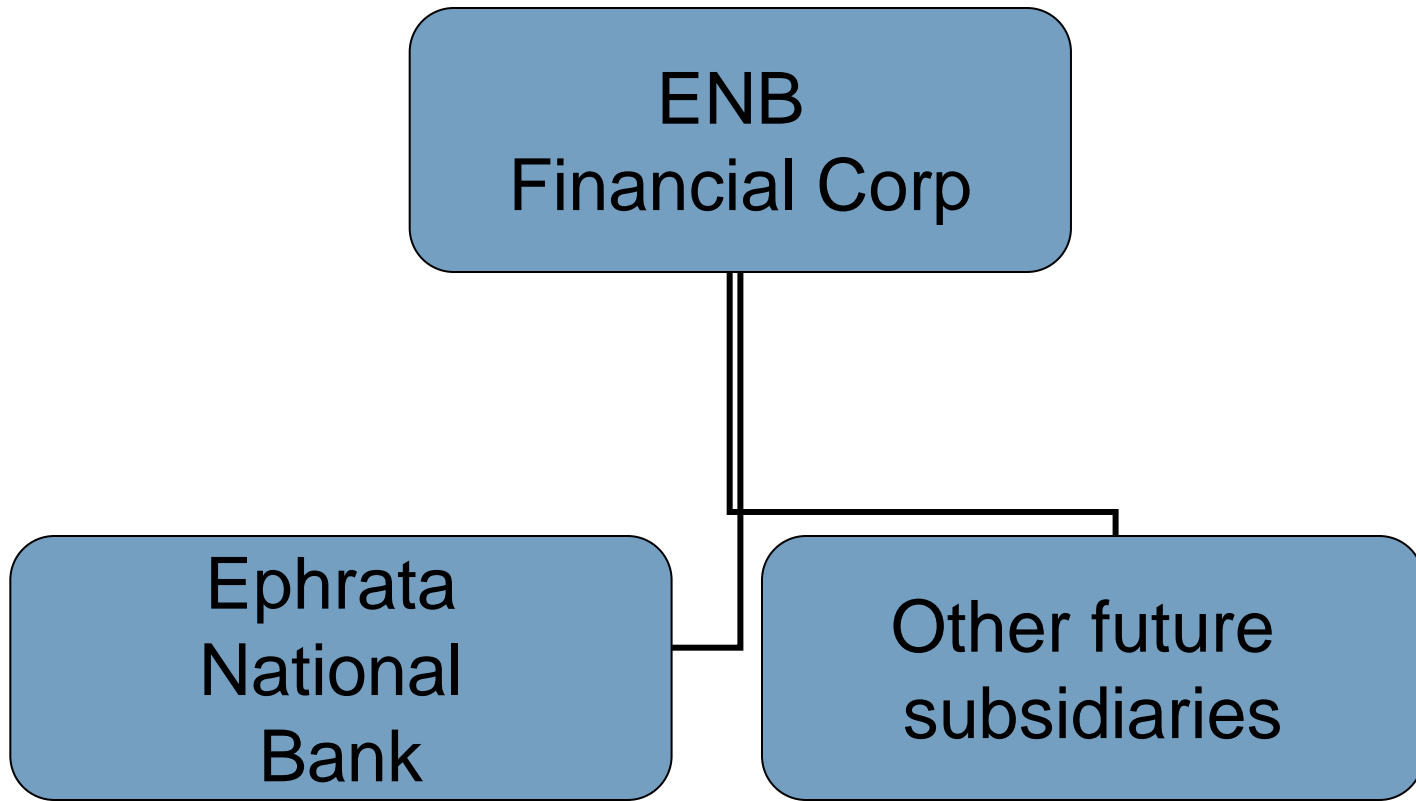 ENB
Financial Corp
Ephrata
National
Bank
Other future
subsidiaries